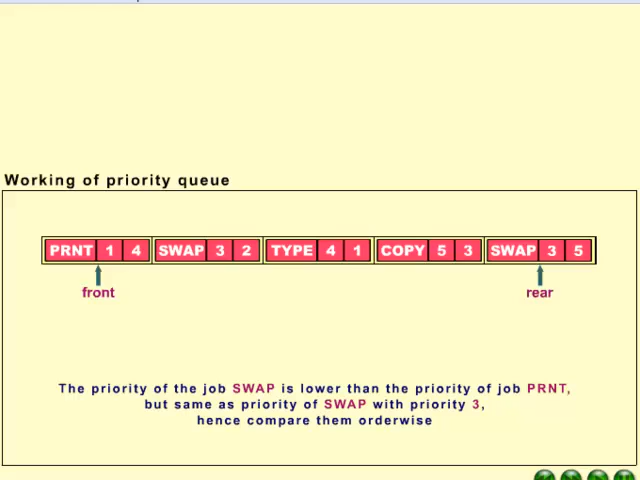 Working of priority queue
PRNT 1 4 SWAP 3 2 TYPE 4 1 COPY 5 3 SWAP 3 5
front rear
The priority of the job SWAP is lower than the priority of job PRNT,
but same as priority of SWAP with priority 3,
hence compare them orderwise